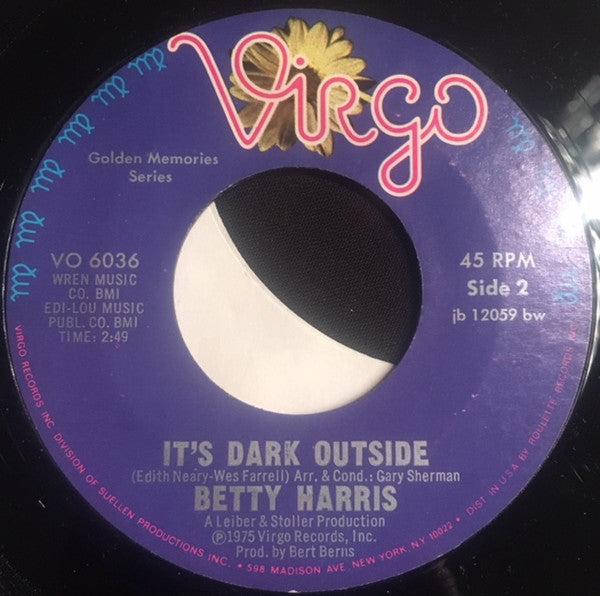 Virgo
Golden Memories
Series
VO 6036
WREN MUSIC
CO. BMI
EDI-LOU MUSIC
PUBL. CO. BMI
TIME: 2:49
45 RPM
Side 2
jb 12059 bw
IT'S DARK OUTSIDE
(Edith Neary-Wes Farrell) Arr. & Cond.: Gary Sherman
BETTY HARRIS
A Leiber & Stoller Production
Ⓟ1975 Virgo Records, Inc.
Prod. by Bert Berns
VIRGO RECORDS INC. DIVISION OF SUELLEN PRODUCTIONS INC. • 598 MADISON AVE. NEW YORK, N.Y. 10022 • DIST. IN U.S.A BY ROULETTE RECORDS, INC.